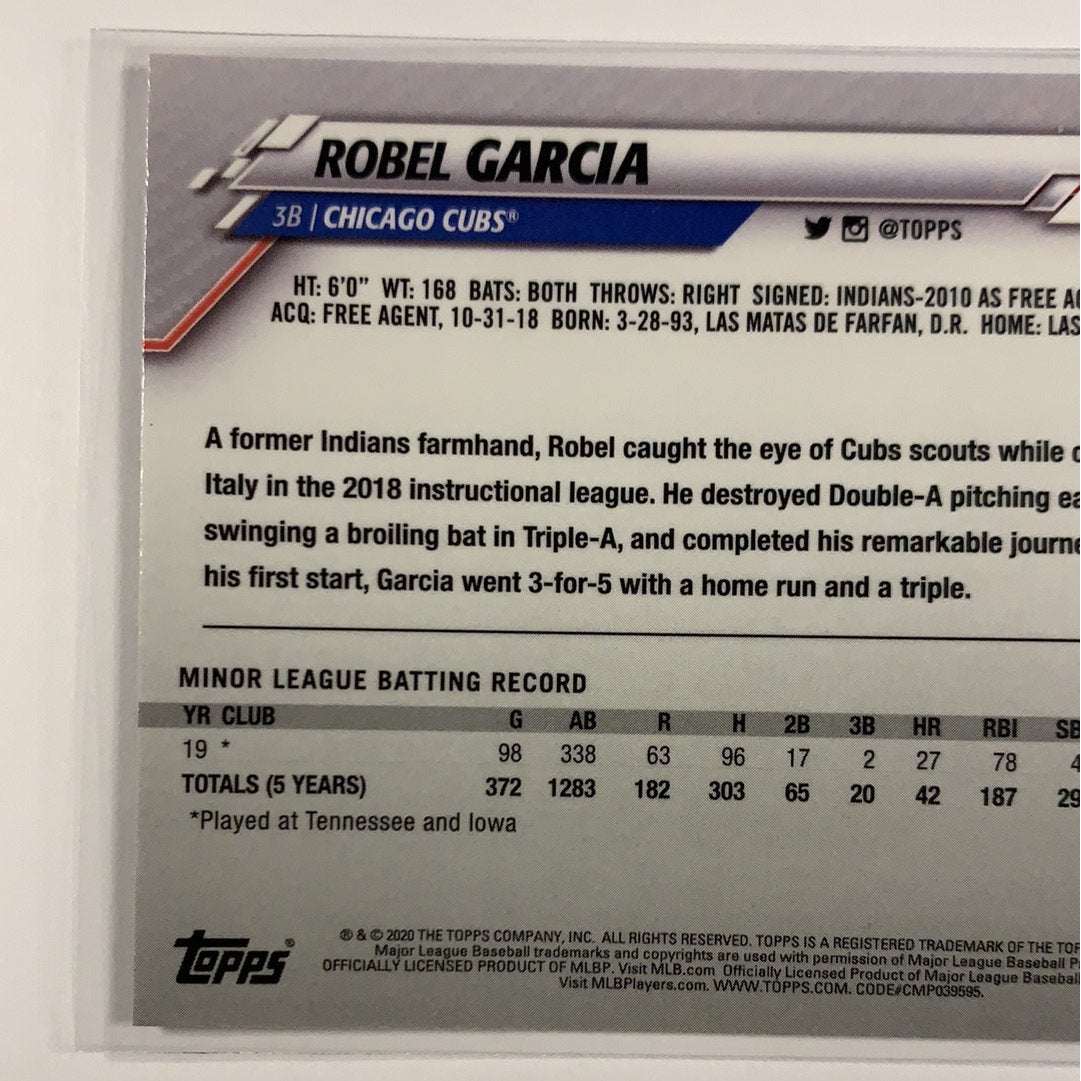 ROBEL GARCIA
3B | CHICAGO CUBS®
@TOPPS
HT: 6'0" WT: 168 BATS: BOTH THROWS: RIGHT SIGNED: INDIANS-2010 AS FREE
ACQ: FREE AGENT, 10-31-18 BORN: 3-28-93, LAS MATAS DE FARFAN, D.R. HOME: LAS
A former Indians farmhand, Robel caught the eye of Cubs scouts while
Italy in the 2018 instructional league. He destroyed Double-A pitching
swinging a broiling bat in Triple-A, and completed his remarkable
his first start, Garcia went 3-for-5 with a home run and a triple.
MINOR LEAGUE BATTING RECORD
YR CLUB G AB R H 2B 3B HR RBI SB
19 * 98 338 63 96 17 2 27 78 4
TOTALS (5 YEARS) 372 1283 182 303 65 20 42 187 29
*Played at Tennessee and Iowa
TOPPS®
® & © 2020 THE TOPPS COMPANY, INC. ALL RIGHTS RESERVED. TOPPS IS A REGISTERED TRADEMARK OF THE
Major League Baseball trademarks and copyrights are used with permission of Major League Baseball
OFFICIALLY LICENSED PRODUCT OF MLBP. Visit MLB.com Officially Licensed Product of Major League Baseball
Visit MLBPlayers.com. WWW.TOPPS.COM. CODE#CMP039595.